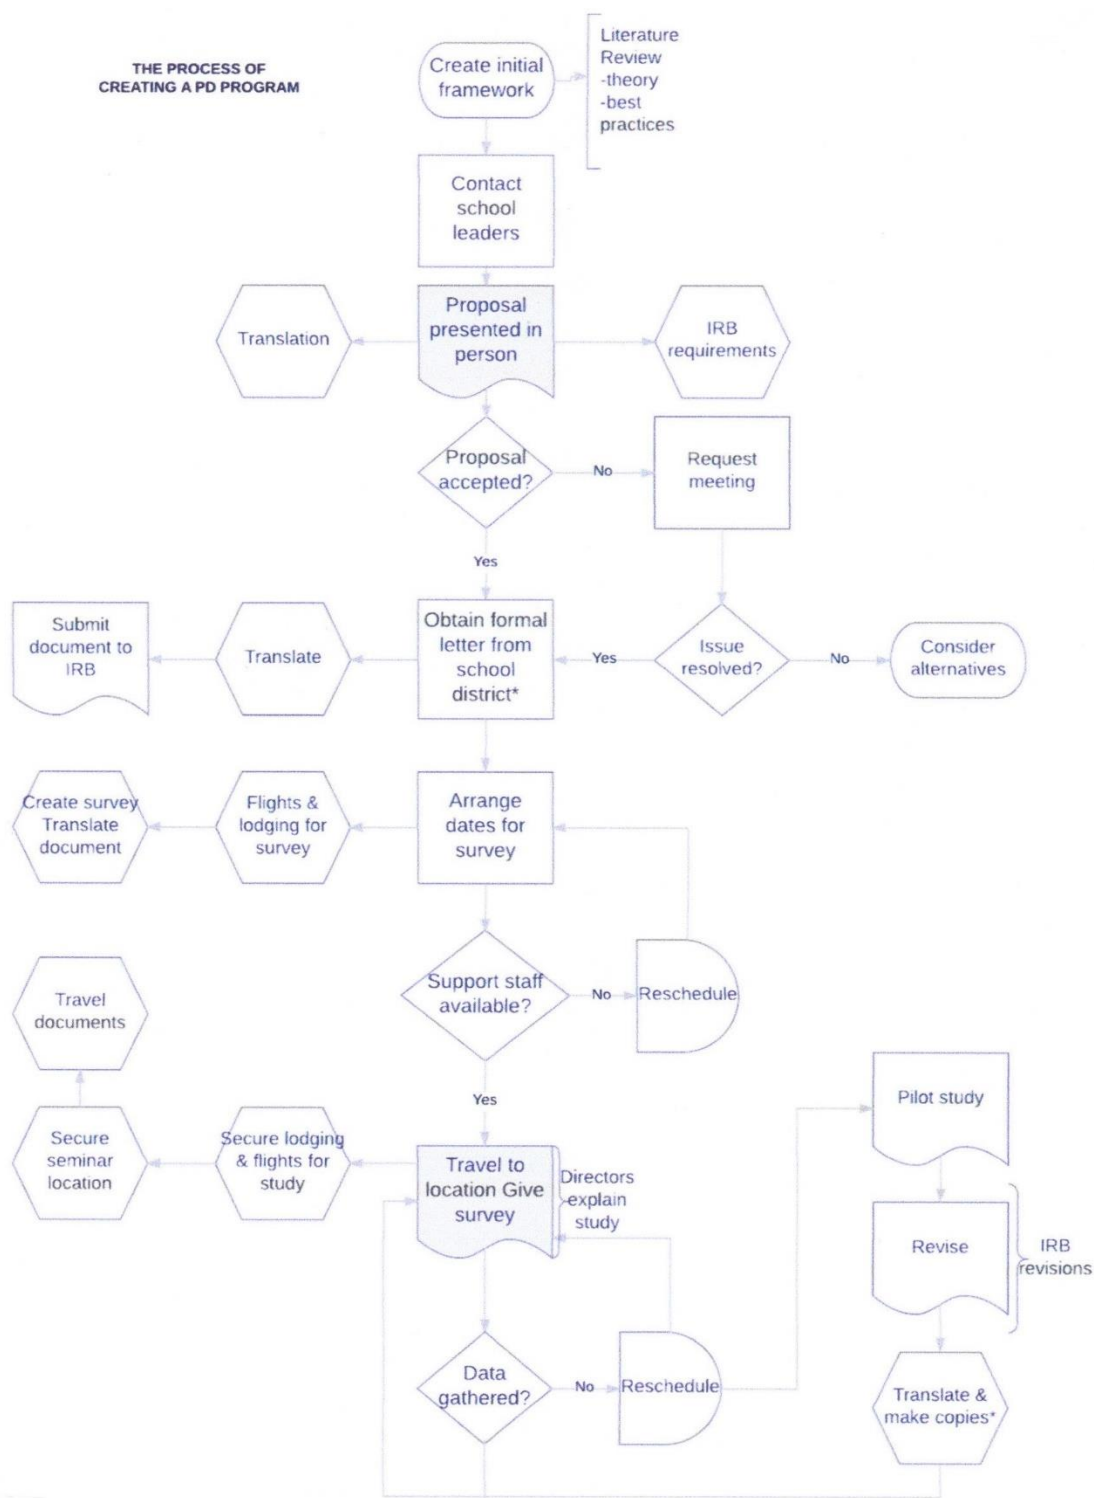 THE PROCESS OF
CREATING A PD PROGRAM
Create initial
framework
Literature
Review
-theory
-best
practices
Contact
school
leaders
Translation
Proposal
presented in
person
IRB
requirements
Proposal
accepted?
No
Request
meeting
Yes
Submit
document to
IRB
Translate
Obtain formal
letter from
school
district*
Yes
Issue
resolved?
No
Consider
alternatives
Create survey
Translate
document
Flights &
lodging for
survey
Arrange
dates for
survey
Support staff
available?
No
Reschedule
Travel
documents
Yes
Secure
seminar
location
Secure lodging
& flights for
study
Travel to
location Give
survey
Directors
explain
study
Pilot study
Revise
IRB
revisions
Data
gathered?
No
Reschedule
Translate &
make copies*